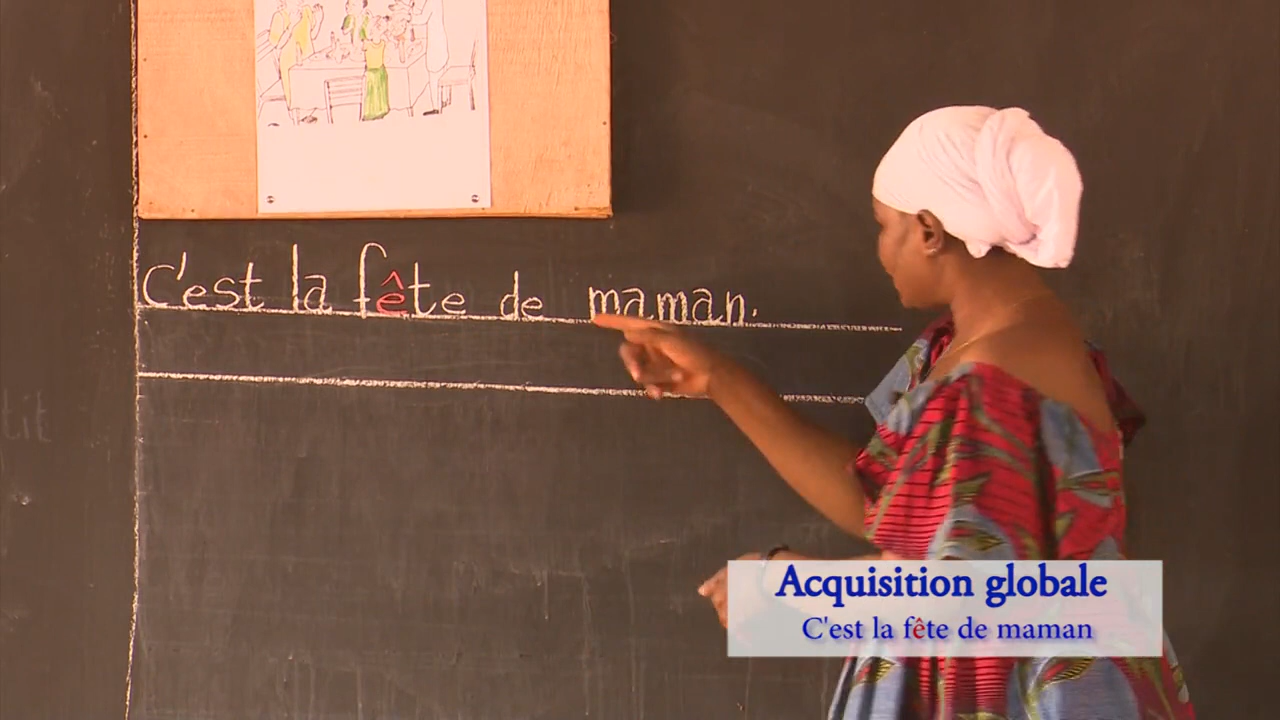 C'est la fête de maman.
Acquisition globale
C'est la fête de maman